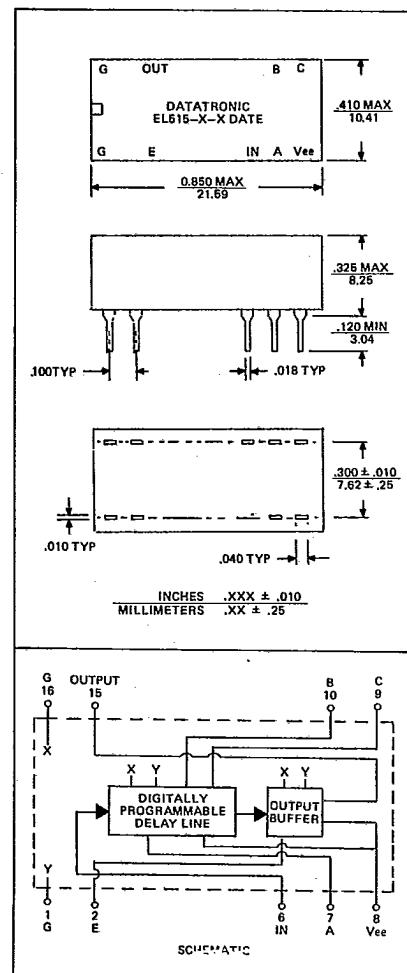 G OUT B C
DATATRONIC
EL515-X-X DATE
G E IN A Vee
.410 MAX
10.41
0.850 MAX
21.59
.325 MAX
8.25
.120 MIN
3.04
.100TYP
.018 TYP
.300 ± .010
7.62 ± .25
.010 TYP
.040 TYP
INCHES .XXX ± .010
MILLIMETERS .XX ± .25
G OUTPUT B C
16 15 10 9
X
X Y X Y
DIGITALLY
PROGRAMMABLE
DELAY LINE
OUTPUT
BUFFER
Y
1 2 6 7 8
G E IN A Vee
SCHEMATIC